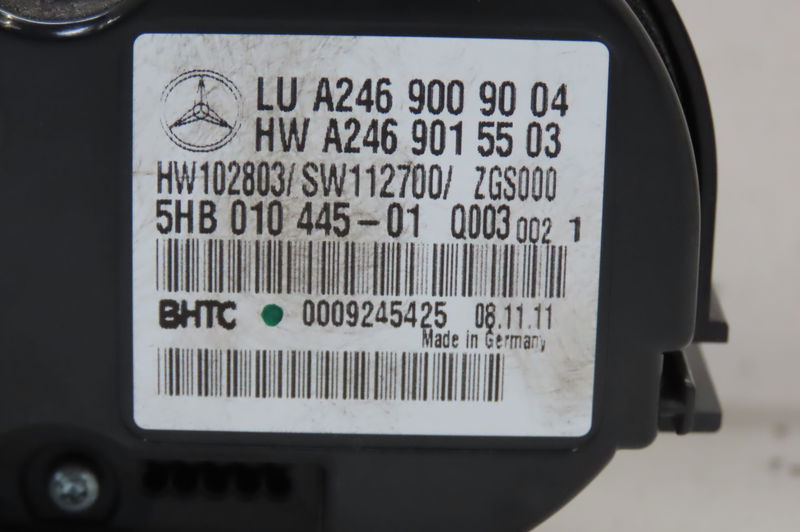 LU A246 900 90 04
HW A246 901 55 03
HW102803/ SW112700/ ZGS000
5HB 010 445-01 Q003 002 1
BHTC 0009245425 08.11.11
Made in Germany